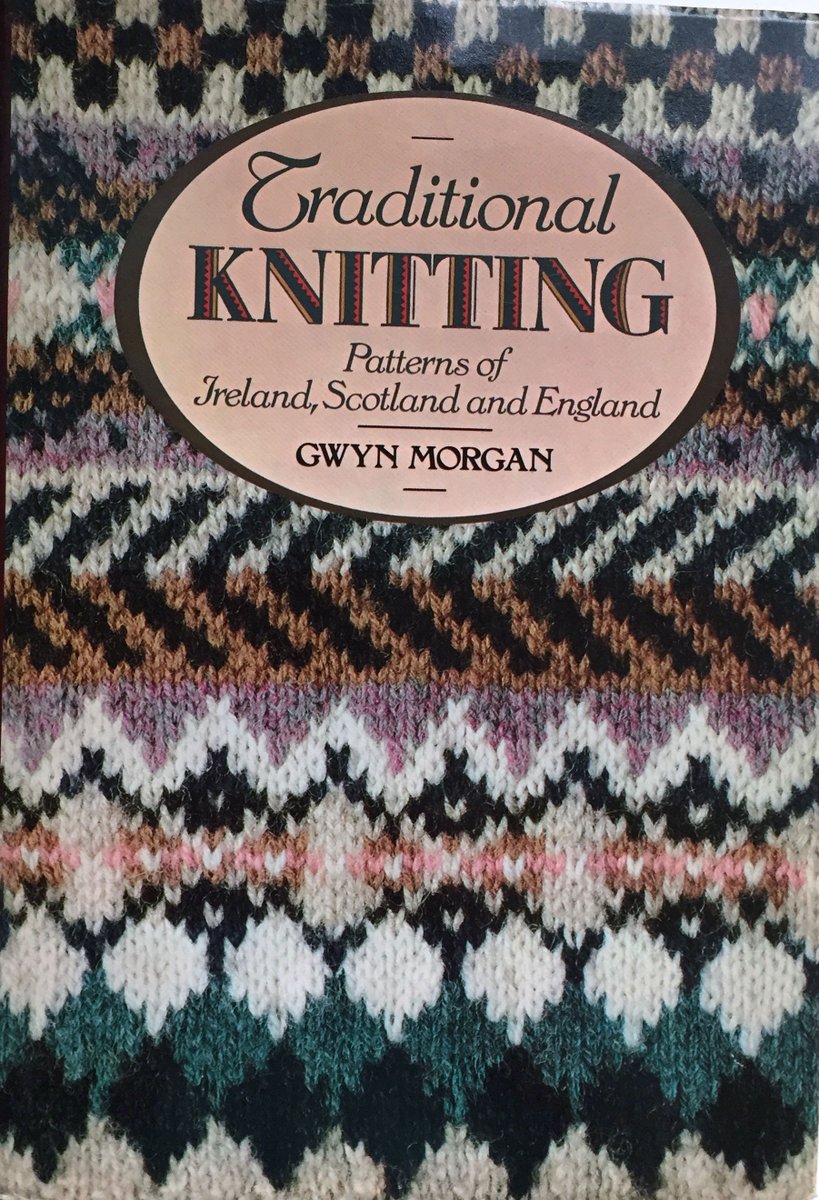 Traditional
KNITTING
Patterns of
Ireland, Scotland and England
GWYN MORGAN